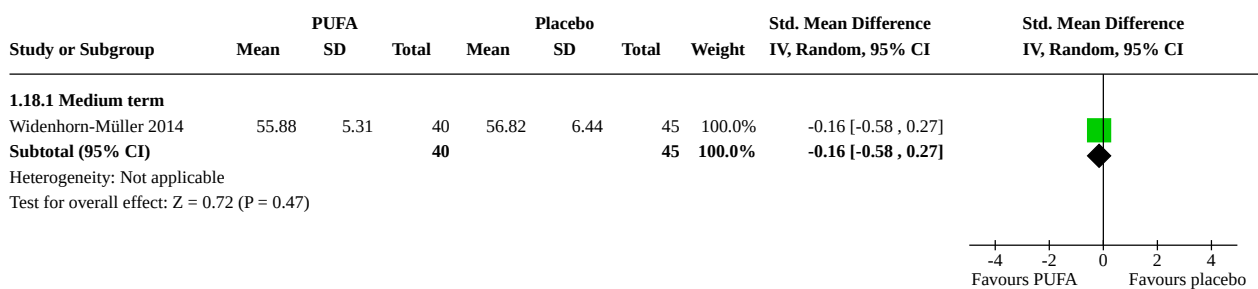 PUFA Placebo Std. Mean Difference Std. Mean Difference
Study or Subgroup Mean SD Total Mean SD Total Weight IV, Random, 95% CI IV, Random, 95% CI
1.18.1 Medium term
Widenhorn-Müller 2014 55.88 5.31 40 56.82 6.44 45 100.0% -0.16 [-0.58 , 0.27]
Subtotal (95% CI) 40 45 100.0% -0.16 [-0.58 , 0.27]
Heterogeneity: Not applicable
Test for overall effect: Z = 0.72 (P = 0.47)
-4 -2 0 2 4
Favours PUFA Favours placebo